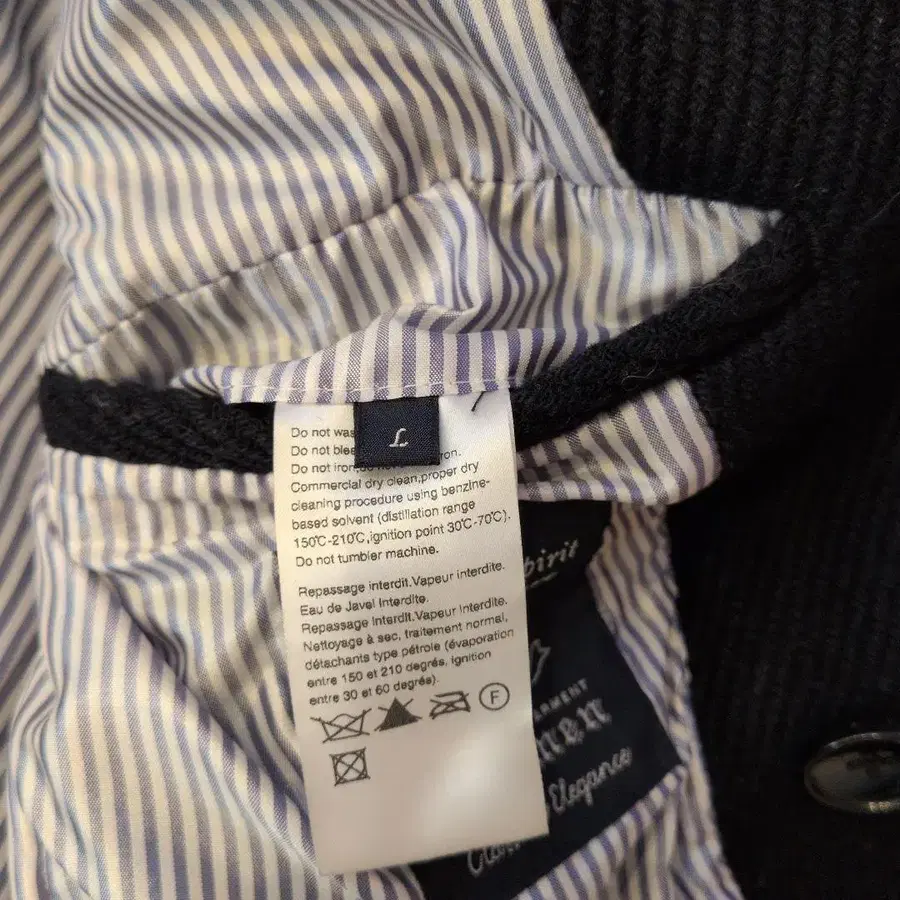 Do not
Do not
L
Do not iron,
Commercial dry clean,proper dry
cleaning procedure using benzine-
based solvent (distillation range
150℃-210℃,ignition point 30℃-70℃).
Do not tumbler machine.
Repassage interdit.Vapeur interdite.
Eau de Javel Interdite.
Repassage Interdit.Vapeur Interdite.
Nettoyage à sec, traitement normal,
détachants type pétrole (évaporation
entre 150 et 210 degrés, ignition
entre 30 et 60 degrés).
F
Elegance